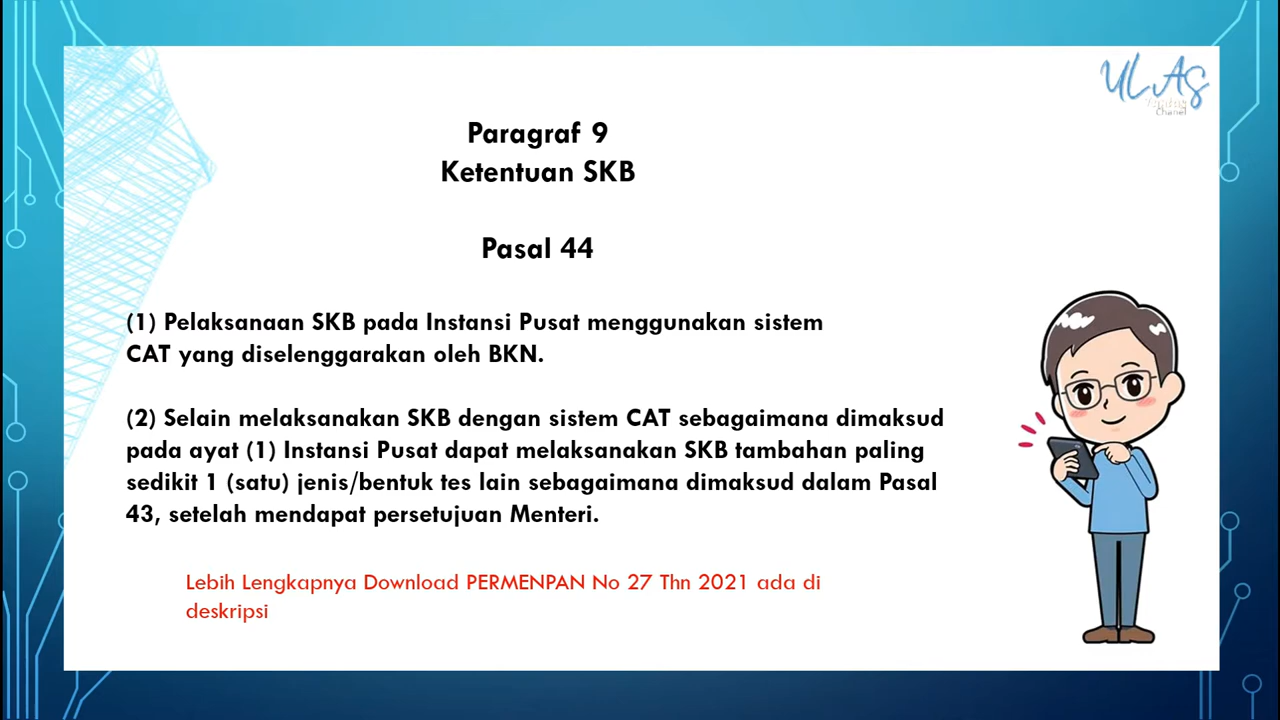 ULAS
Chanel
Paragraf 9
Ketentuan SKB
Pasal 44
(1) Pelaksanaan SKB pada Instansi Pusat menggunakan sistem
CAT yang diselenggarakan oleh BKN.
(2) Selain melaksanakan SKB dengan sistem CAT sebagaimana dimaksud
pada ayat (1) Instansi Pusat dapat melaksanakan SKB tambahan paling
sedikit 1 (satu) jenis/bentuk tes lain sebagaimana dimaksud dalam Pasal
43, setelah mendapat persetujuan Menteri.
Lebih Lengkapnya Download PERMENPAN No 27 Thn 2021 ada di
deskripsi